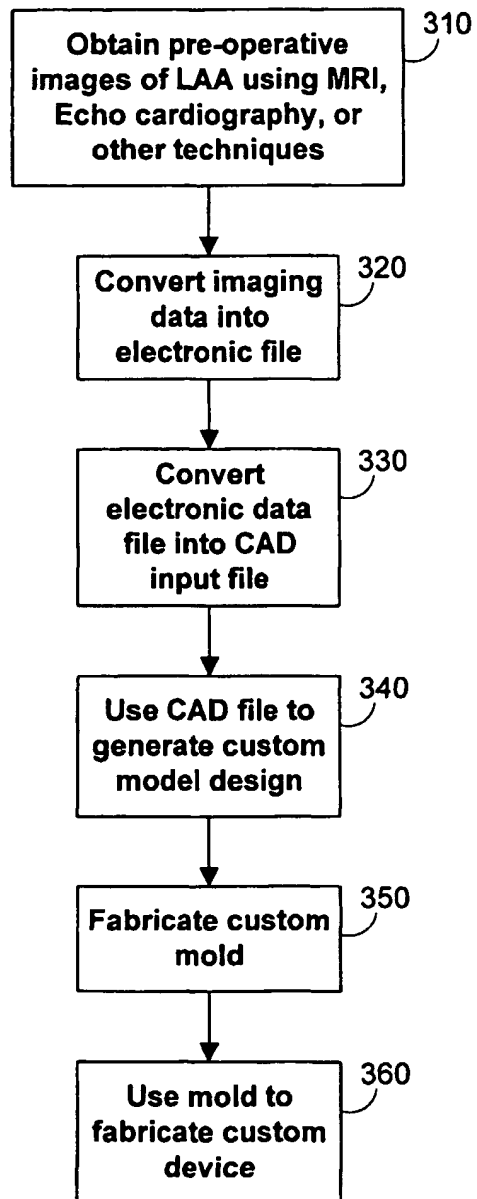 310
Obtain pre-operative
images of LAA using MRI,
Echo cardiography, or
other techniques
320
Convert imaging
data into
electronic file
330
Convert
electronic data
file into CAD
input file
340
Use CAD file to
generate custom
model design
350
Fabricate custom
mold
360
Use mold to
fabricate custom
device